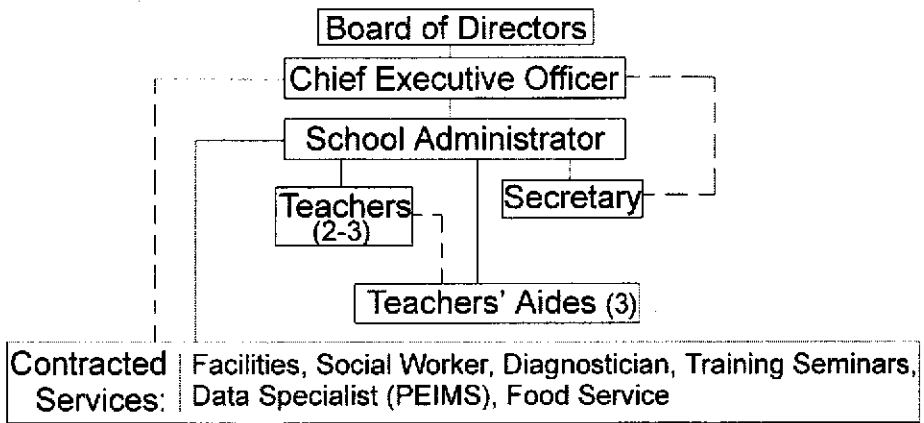 Board of Directors
Chief Executive Officer
School Administrator
Teachers
(2-3)
Secretary
Teachers' Aides (3)
Contracted
Services:
Facilities, Social Worker, Diagnostician, Training Seminars,
Data Specialist (PEIMS), Food Service